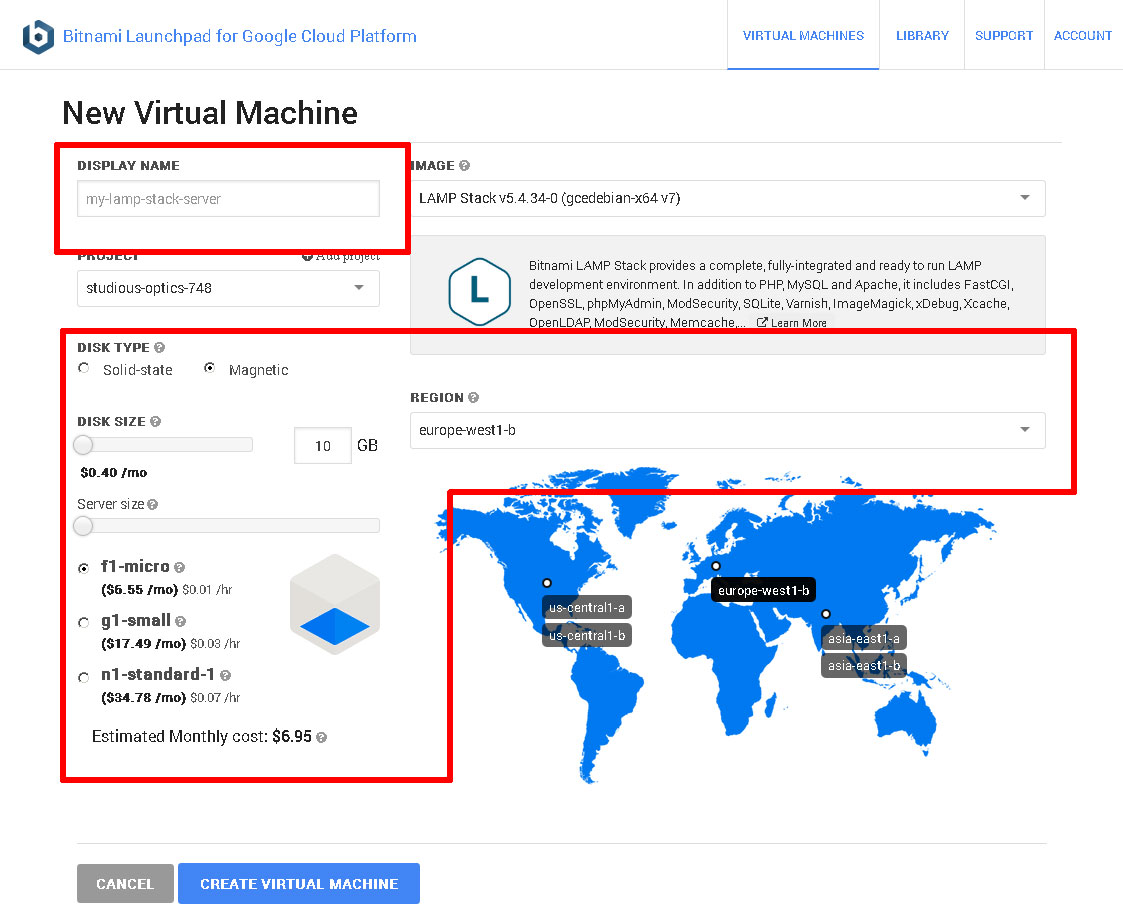 Bitnami Launchpad for Google Cloud Platform
VIRTUAL MACHINES
LIBRARY
SUPPORT
ACCOUNT
New Virtual Machine
DISPLAY NAME
my-lamp-stack-server
IMAGE
LAMP Stack v5.4.34-0 (gcedebian-x64 v7)
PROJECT
Add project
studious-optics-748
L
Bitnami LAMP Stack provides a complete, fully-integrated and ready to run LAMP
development environment. In addition to PHP, MySQL and Apache, it includes FastCGI,
OpenSSL, phpMyAdmin, ModSecurity, SQLite, Varnish, ImageMagick, xDebug, Xcache,
OpenLDAP, ModSecurity, Memcache,... Learn More
DISK TYPE
Solid-state
Magnetic
DISK SIZE
10 GB
$0.40 /mo
REGION
europe-west1-b
Server size
f1-micro
($6.55 /mo) $0.01 /hr
g1-small
($17.49 /mo) $0.03 /hr
n1-standard-1
($34.78 /mo) $0.07 /hr
Estimated Monthly cost: $6.95
us-central1-a
us-central1-b
europe-west1-b
asia-east1-a
asia-east1-b
CANCEL
CREATE VIRTUAL MACHINE